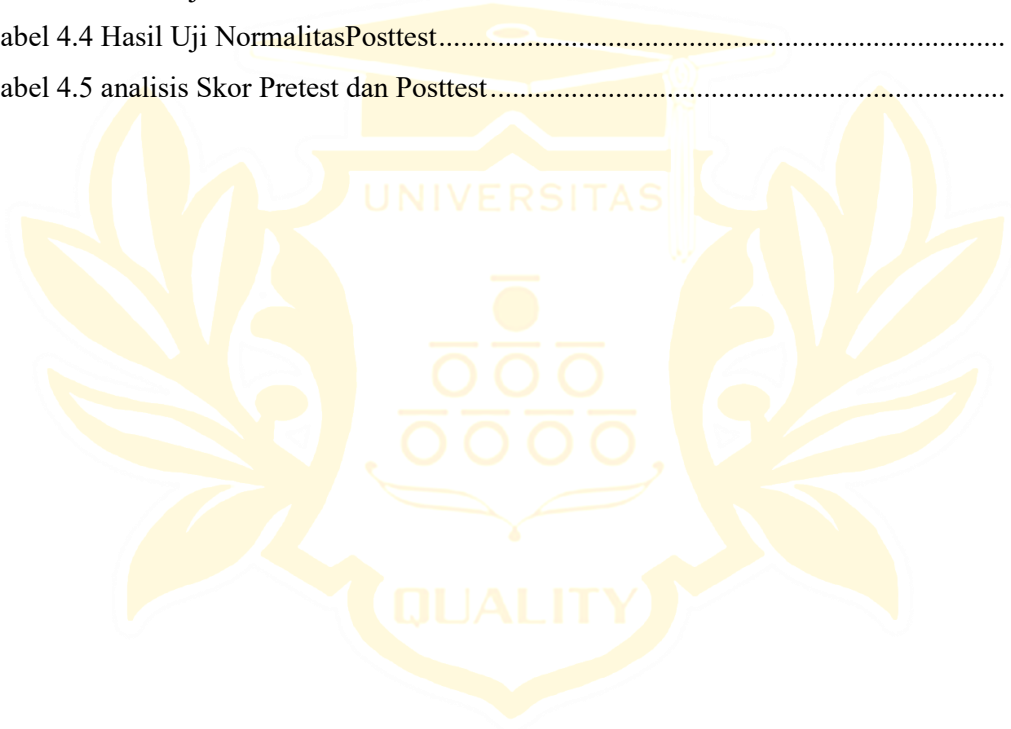 abel 4.4 Hasil Uji NormalitasPosttest.................................................................
abel 4.5 analisis Skor Pretest dan Posttest...........................................................
UNIVERSITAS
QUALITY